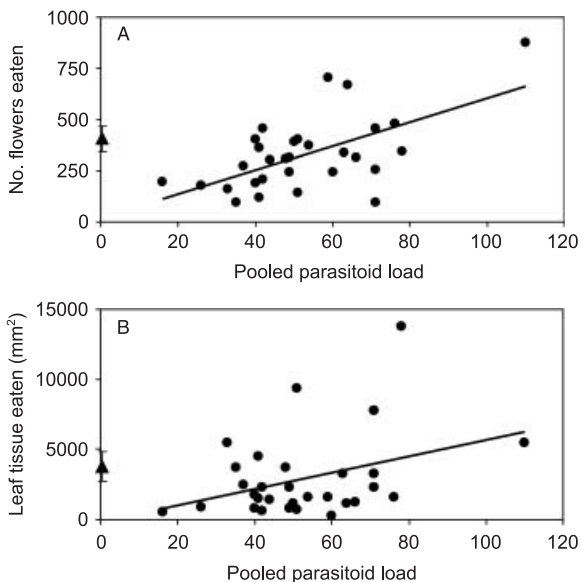 A
No. flowers eaten
1000
750
500
250
0
0 20 40 60 80 100 120
Pooled parasitoid load
B
Leaf tissue eaten (mm²)
15000
10000
5000
0
0 20 40 60 80 100 120
Pooled parasitoid load